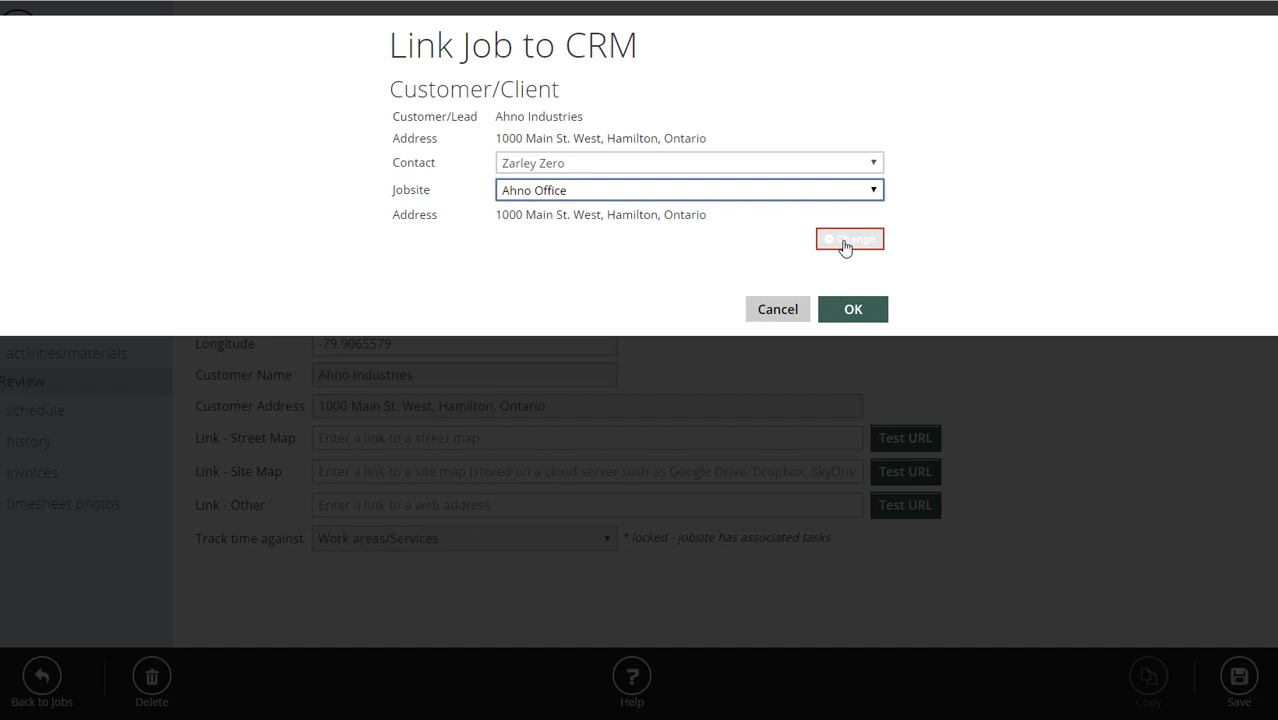 Link Job to CRM
Customer/Client
Customer/Lead Ahno Industries
Address 1000 Main St. West, Hamilton, Ontario
Contact Zarley Zero
Jobsite Ahno Office
Address 1000 Main St. West, Hamilton, Ontario
Change
Cancel OK
activities/materials
Review
schedule
history
invoices
timesheet photos
Longitude -79.9065579
Customer Name Ahno Industries
Customer Address 1000 Main St. West, Hamilton, Ontario
Link - Street Map Enter a link to a street map Test URL
Link - Site Map Enter a link to a site map (stored on a cloud server such as Google Drive, Dropbox, SkyDriv Test URL
Link - Other Enter a link to a web address Test URL
Track time against Work areas/Services * locked - jobsite has associated tasks
Back to Jobs Delete Help Copy Save